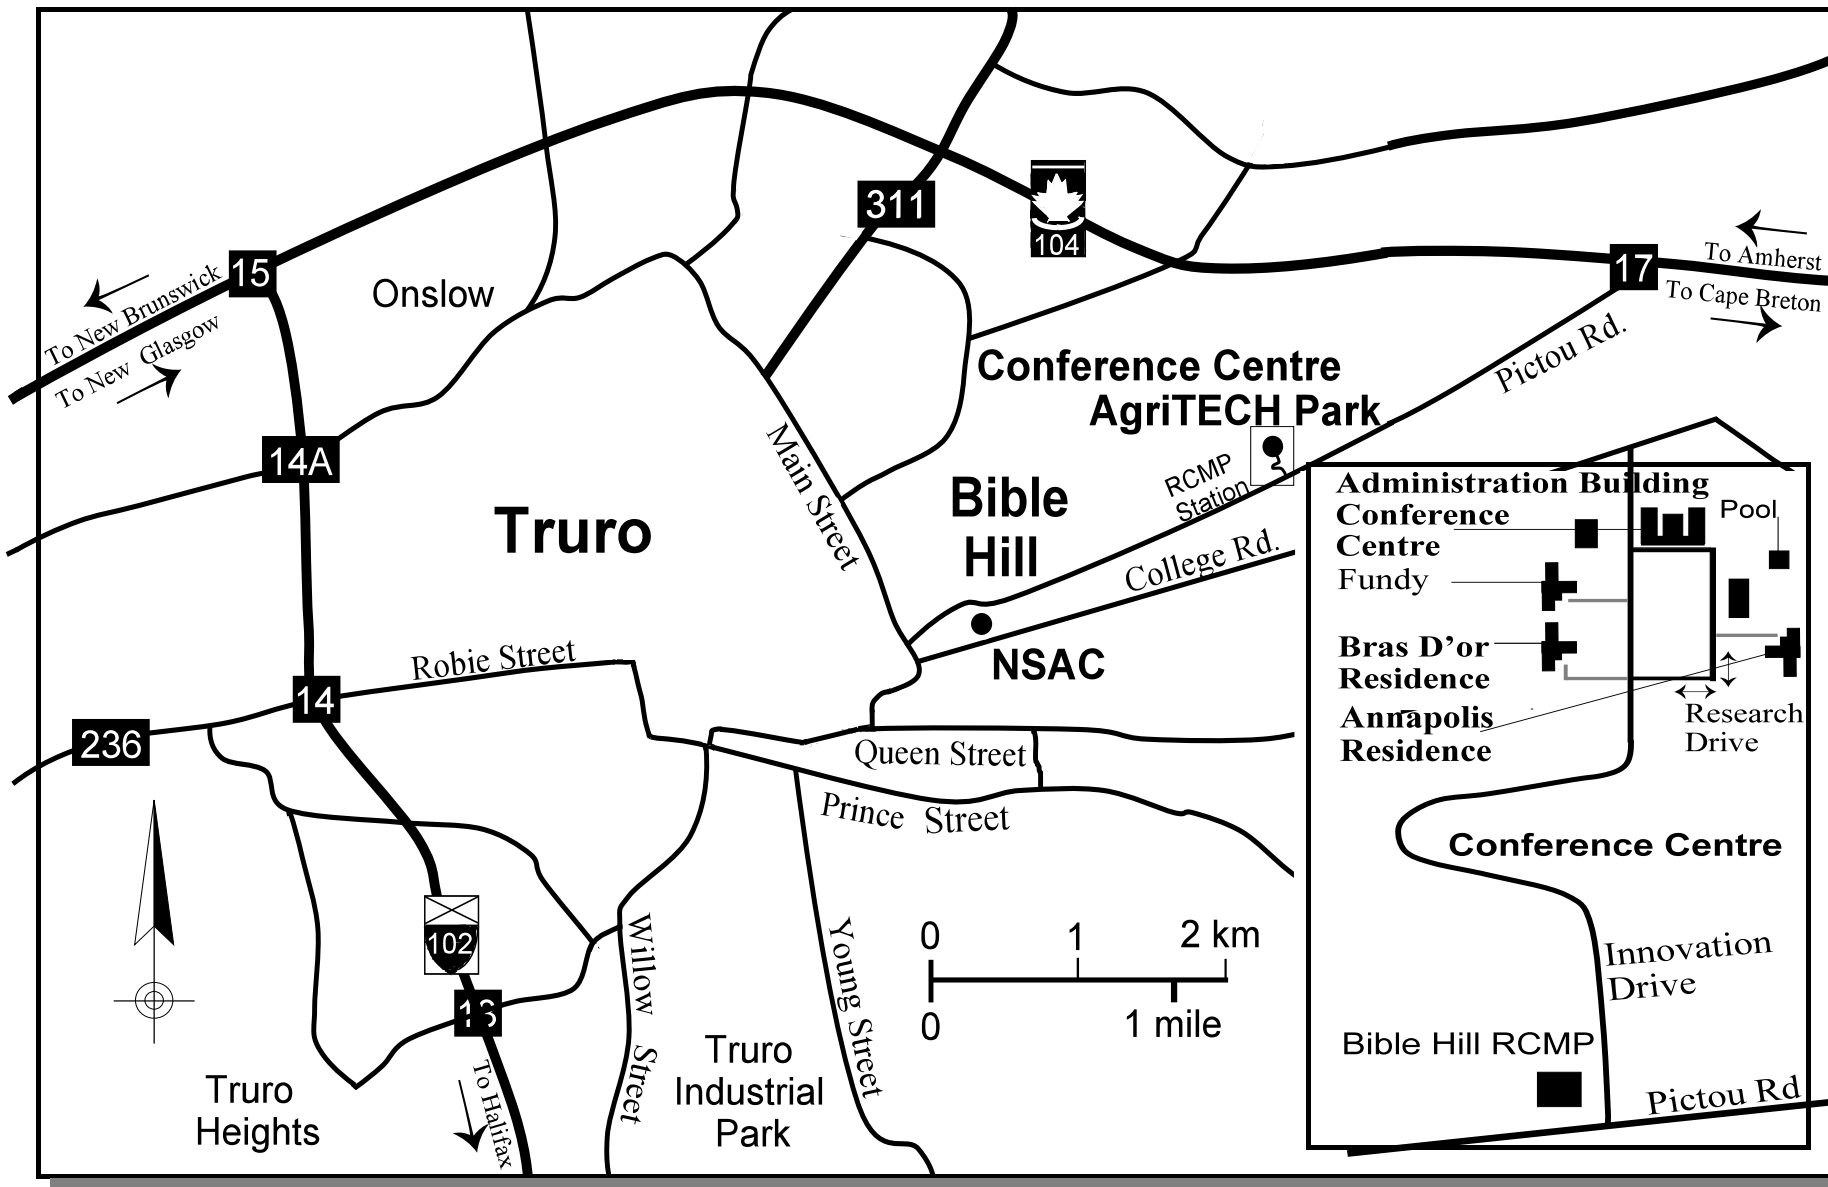 311
104
15
Onslow
17
To Amherst
To Cape Breton
To New Brunswick
To New Glasgow
Pictou Rd.
Conference Centre
AgriTECH Park
14A
Main Street
RCMP
Station
Bible
Hill
Truro
College Rd.
NSAC
Robie Street
14
236
Queen Street
Prince Street
102
13
Willow Street
Young Street
0 1 2 km
0 1 mile
Truro
Industrial
Park
Truro
Heights
To Halifax
Administration Building
Conference
Centre
Pool
Fundy
Bras D’or
Residence
Annapolis
Residence
Research
Drive
Conference Centre
Innovation
Drive
Bible Hill RCMP
Pictou Rd